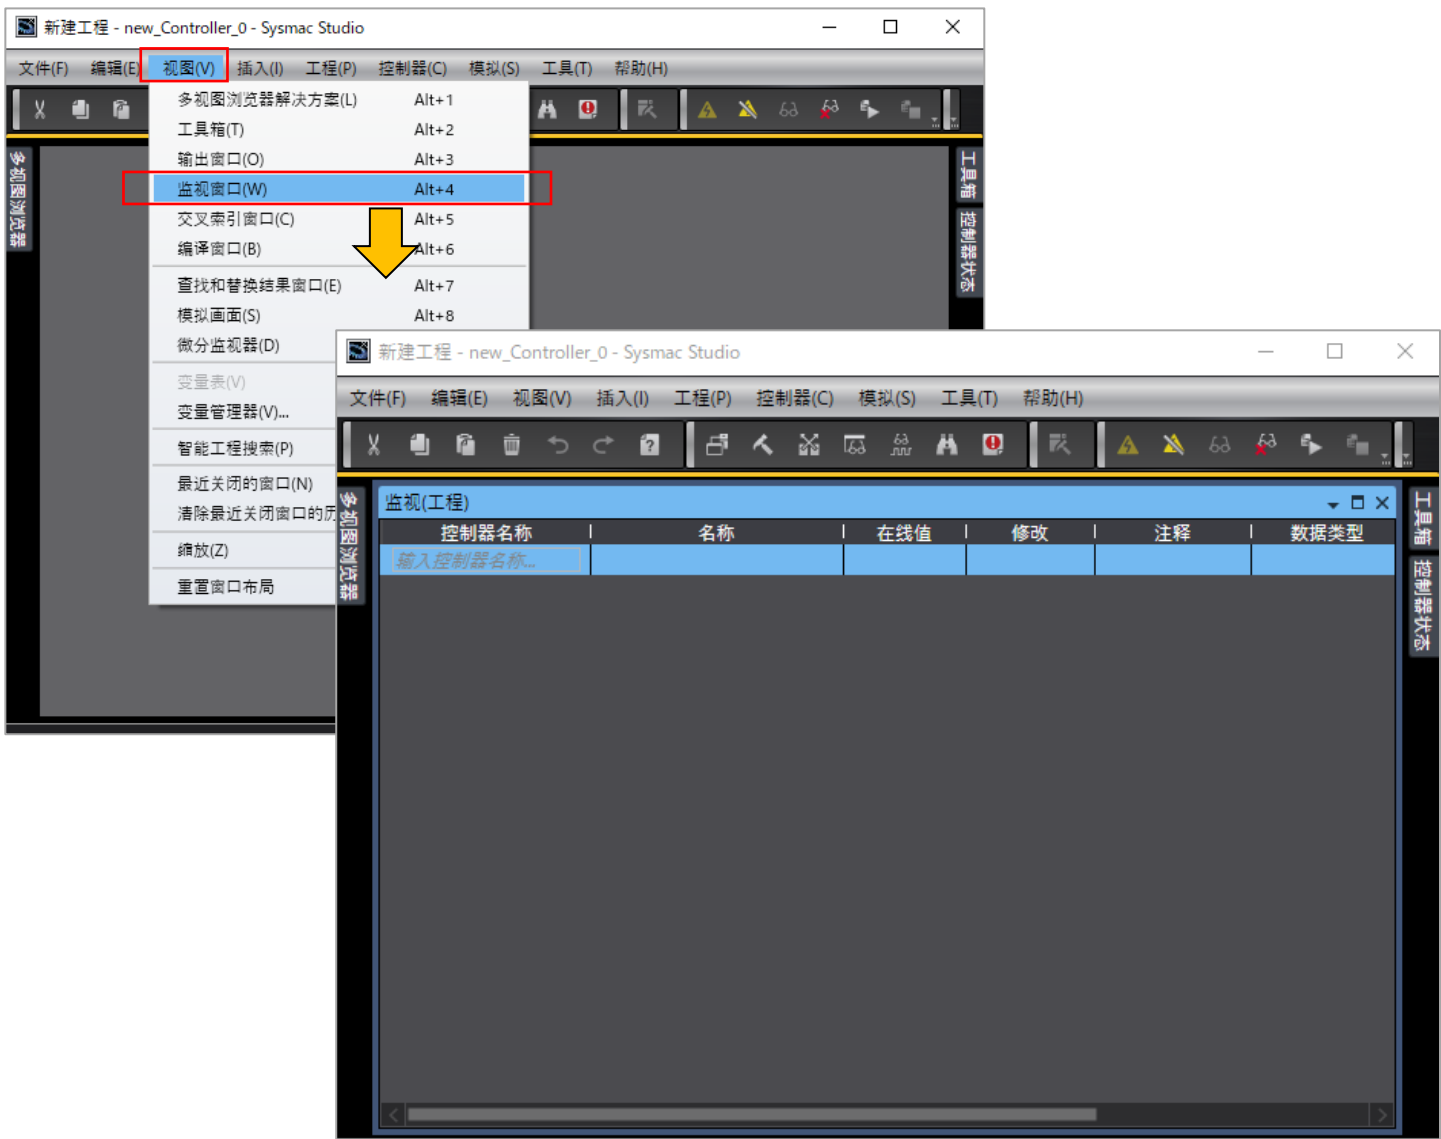 新建工程 - new_Controller_0 - Sysmac Studio
文件(F) 编辑(E) 视图(V) 插入(I) 工程(P) 控制器(C) 模拟(S) 工具(T) 帮助(H)
多视图浏览器解决方案(L) Alt+1
工具箱(T) Alt+2
输出窗口(O) Alt+3
监视窗口(W) Alt+4
交叉索引窗口(C) Alt+5
编译窗口(B) Alt+6
查找和替换结果窗口(E) Alt+7
模拟画面(S) Alt+8
微分监视器(D)
变量表(V)
变量管理器(V)...
智能工程搜索(P)
最近关闭的窗口(N)
清除最近关闭窗口的历
缩放(Z)
重置窗口布局
多视图浏览器
工具箱
控制器状态
新建工程 - new_Controller_0 - Sysmac Studio
文件(F) 编辑(E) 视图(V) 插入(I) 工程(P) 控制器(C) 模拟(S) 工具(T) 帮助(H)
多视图浏览器
监视(工程)
控制器名称 名称 在线值 修改 注释 数据类型
输入控制器名称...
工具箱
控制器状态